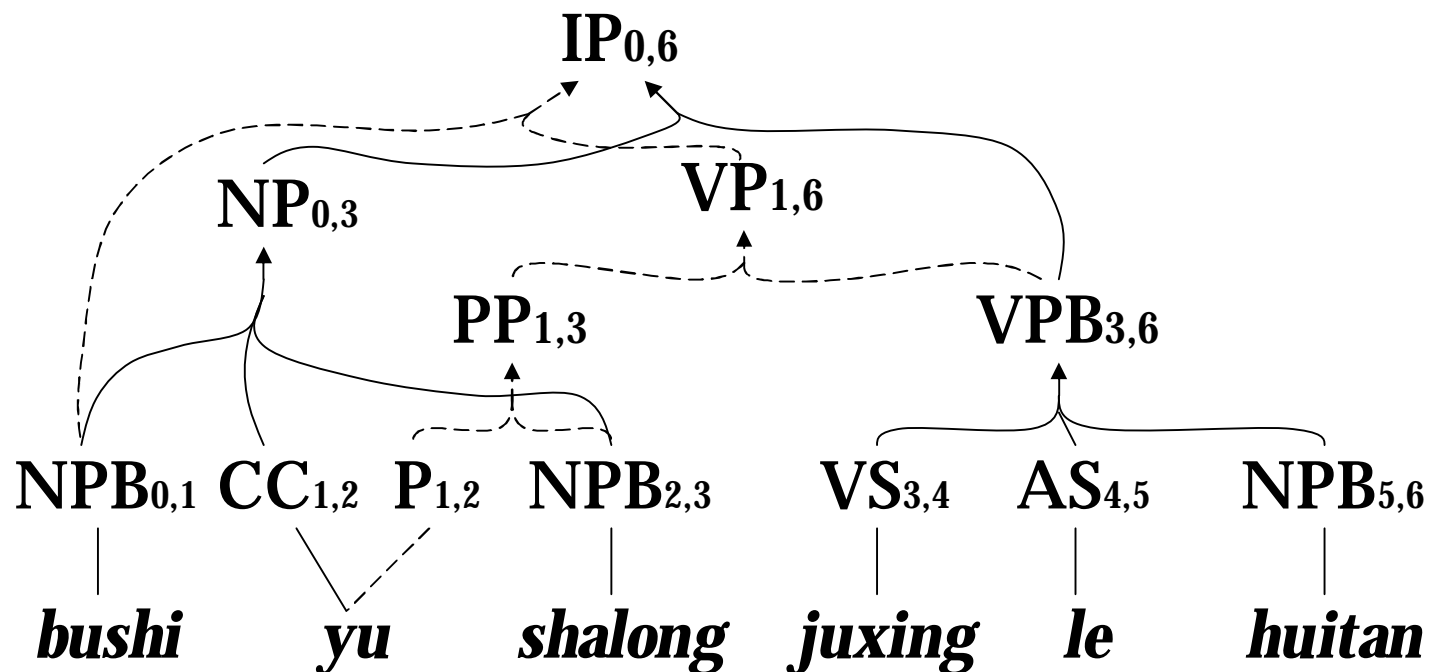 IP0,6
NP0,3 VP1,6
PP1,3 VPB3,6
NPB0,1 CC1,2 P1,2 NPB2,3 VS3,4 AS4,5 NPB5,6
bushi yu shalong juxing le huitan